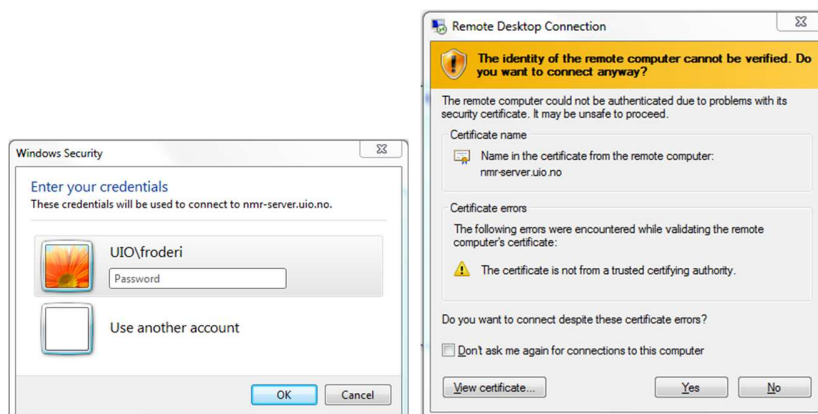 Windows Security
Enter your credentials
These credentials will be used to connect to nmr-server.uio.no.
UIO\froderi
Password
Use another account
OK
Cancel
Remote Desktop Connection
The identity of the remote computer cannot be verified. Do
you want to connect anyway?
The remote computer could not be authenticated due to problems with its
security certificate. It may be unsafe to proceed.
Certificate name
Name in the certificate from the remote computer:
nmr-server.uio.no
Certificate errors
The following errors were encountered while validating the remote
computer's certificate:
The certificate is not from a trusted certifying authority.
Do you want to connect despite these certificate errors?
Don't ask me again for connections to this computer
View certificate...
Yes
No